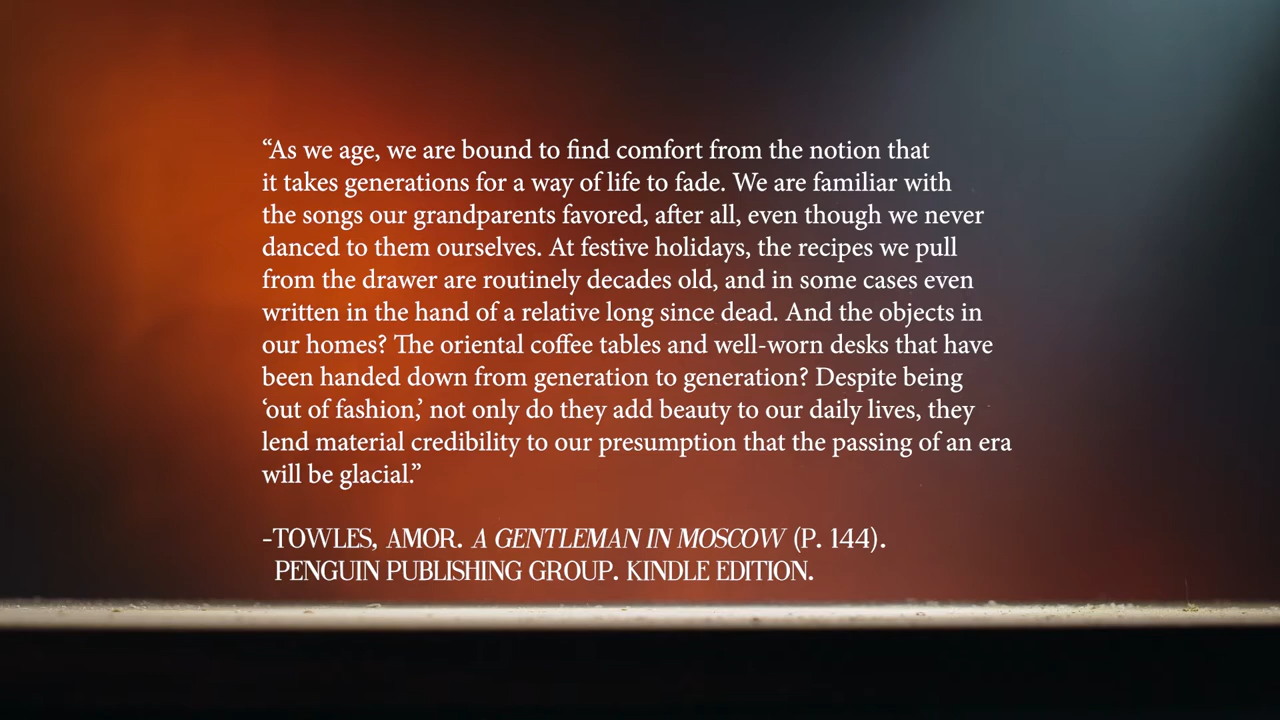 “As we age, we are bound to find comfort from the notion that
it takes generations for a way of life to fade. We are familiar with
the songs our grandparents favored, after all, even though we never
danced to them ourselves. At festive holidays, the recipes we pull
from the drawer are routinely decades old, and in some cases even
written in the hand of a relative long since dead. And the objects in
our homes? The oriental coffee tables and well-worn desks that have
been handed down from generation to generation? Despite being
‘out of fashion,’ not only do they add beauty to our daily lives, they
lend material credibility to our presumption that the passing of an era
will be glacial.”
–TOWLES, AMOR. A GENTLEMAN IN MOSCOW (P. 144).
PENGUIN PUBLISHING GROUP. KINDLE EDITION.